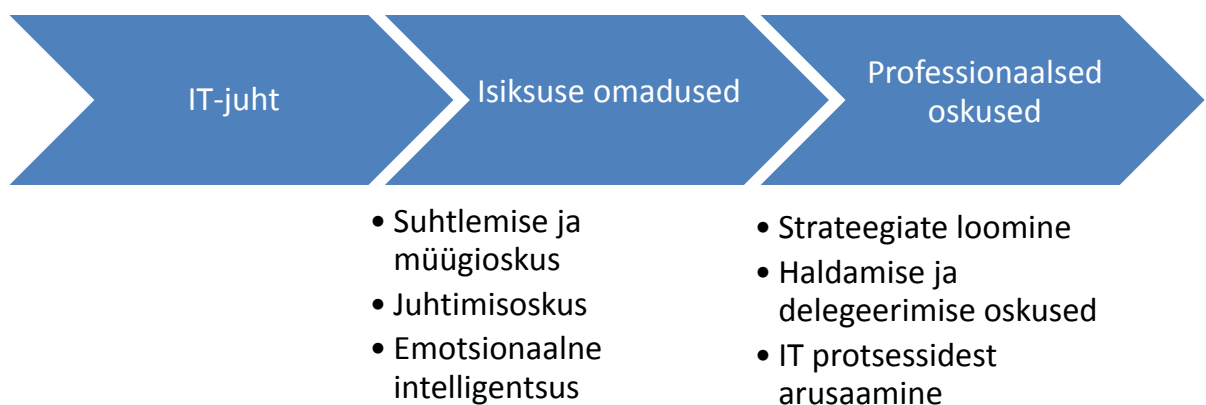 IT-juht
Isiksuse omadused
Professionaalsed
oskused
• Suhtlemise ja
müügioskus
• Juhtimisoskus
• Emotsionaalne
intelligentsus
• Strateegiate loomine
• Haldamise ja
delegeerimise oskused
• IT protsessidest
arusaamine